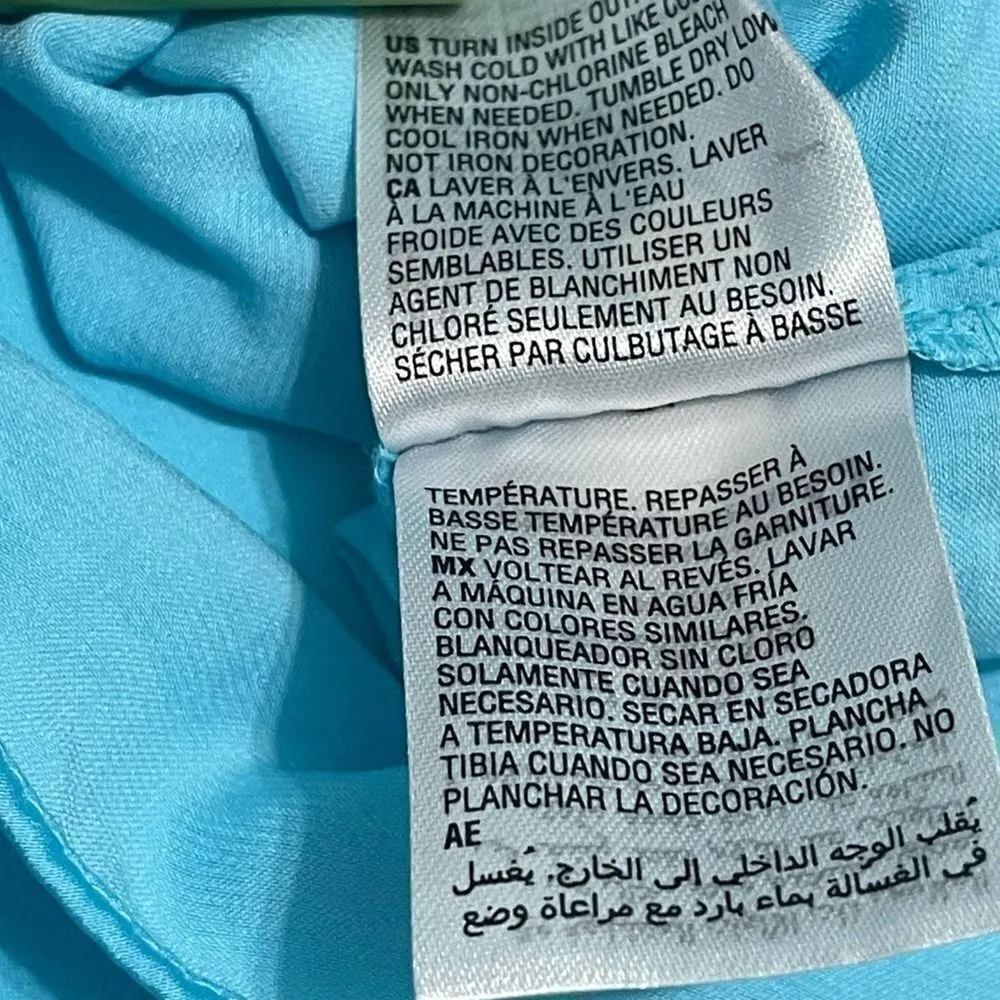 US TURN INSIDE OUT
WASH COLD WITH LIKE
ONLY NON-CHLORINE BLEACH
WHEN NEEDED. TUMBLE DRY LOW
COOL IRON WHEN NEEDED. DO
NOT IRON DECORATION.
CA LAVER À L'ENVERS. LAVER
À LA MACHINE À L'EAU
FROIDE AVEC DES COULEURS
SEMBLABLES. UTILISER UN
AGENT DE BLANCHIMENT NON
CHLORÉ SEULEMENT AU BESOIN.
SÉCHER PAR CULBUTAGE À BASSE
TEMPÉRATURE. REPASSER À
BASSE TEMPÉRATURE AU BESOIN.
NE PAS REPASSER LA GARNITURE.
MX VOLTEAR AL REVÉS. LAVAR
A MÁQUINA EN AGUA FRÍA
CON COLORES SIMILARES.
BLANQUEADOR SIN CLORO
SOLAMENTE CUANDO SEA
NECESARIO. SECAR EN SECADORA
A TEMPERATURA BAJA. PLANCHA
TIBIA CUANDO SEA NECESARIO. NO
PLANCHAR LA DECORACIÓN.
AE
يُقلب الوجه الداخلي إلى الخارج. يُغسل
في الغسالة بماء بارد مع مراعاة وضع